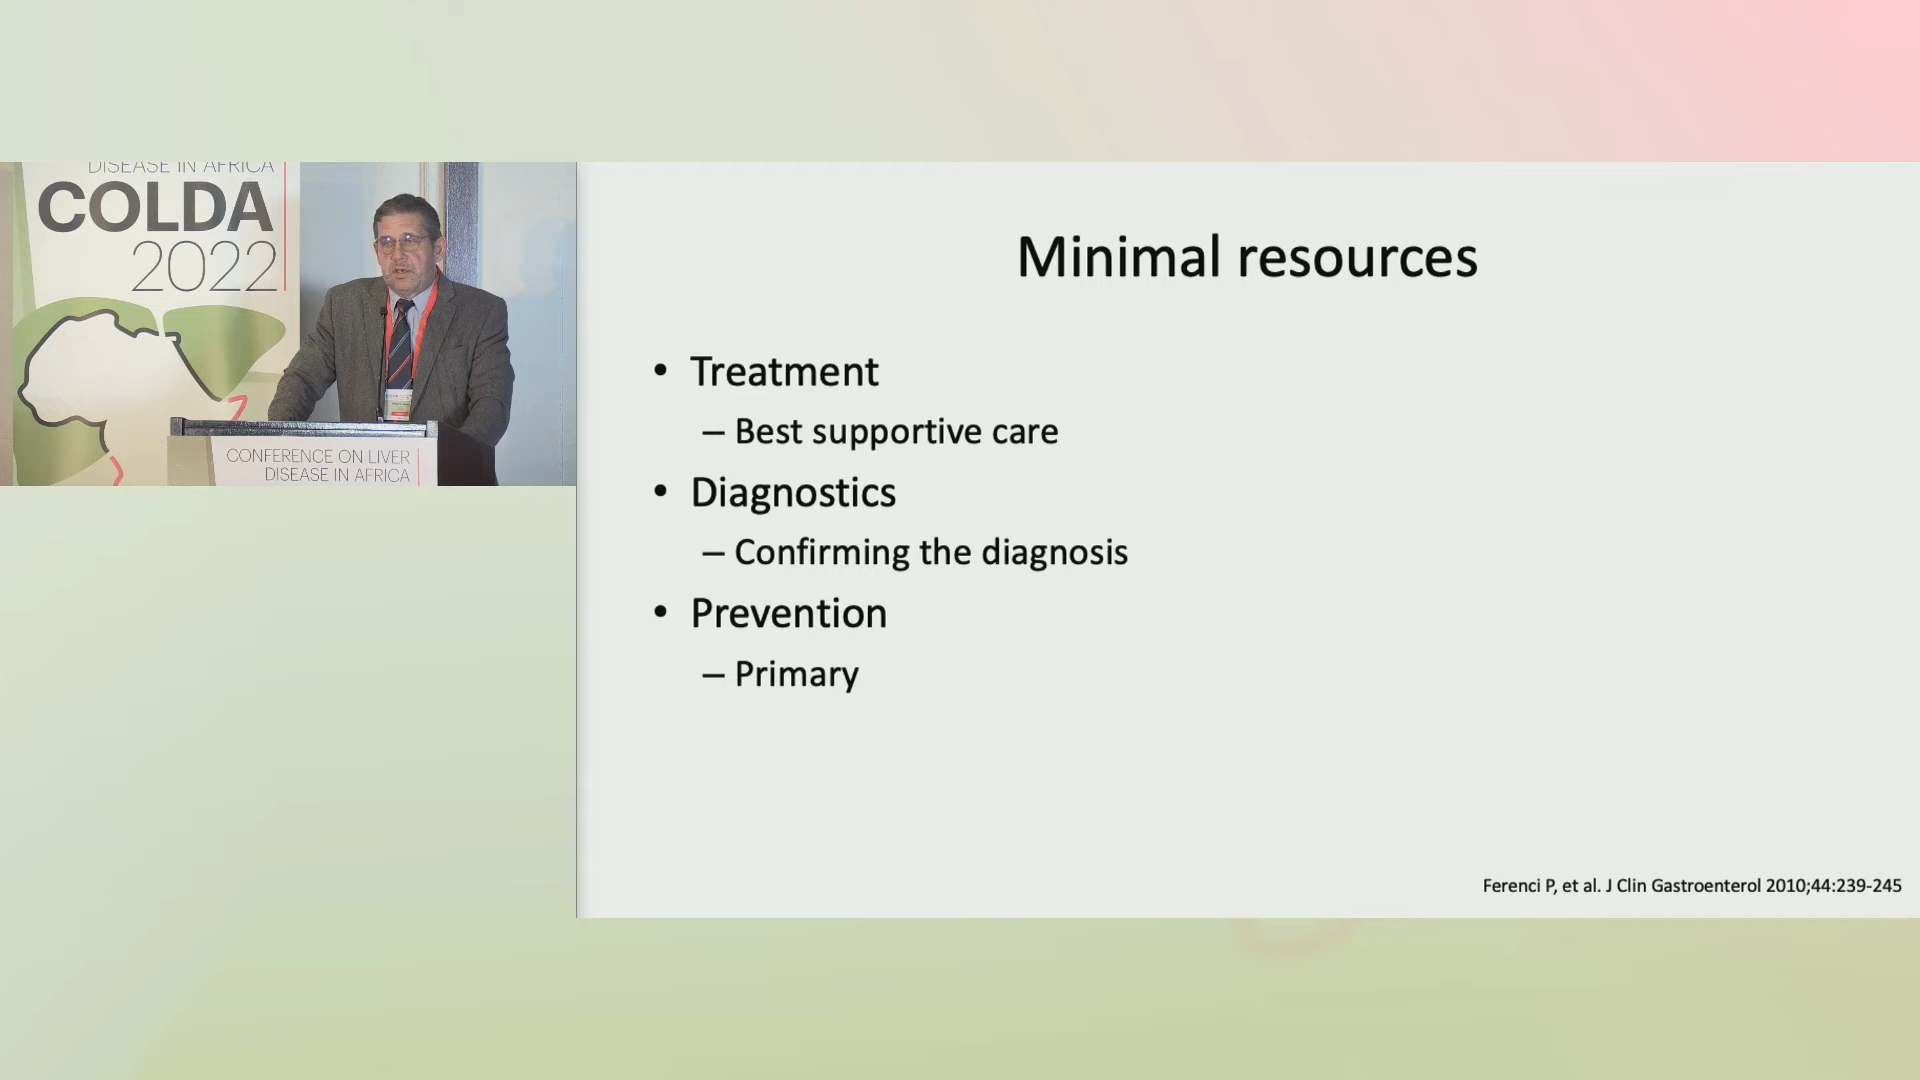 DISEASE IN AFRICA
COLDA
2022
CONFERENCE ON LIVER
DISEASE IN AFRICA
Minimal resources
• Treatment
– Best supportive care
• Diagnostics
– Confirming the diagnosis
• Prevention
– Primary
Ferenci P, et al. J Clin Gastroenterol 2010;44:239-245